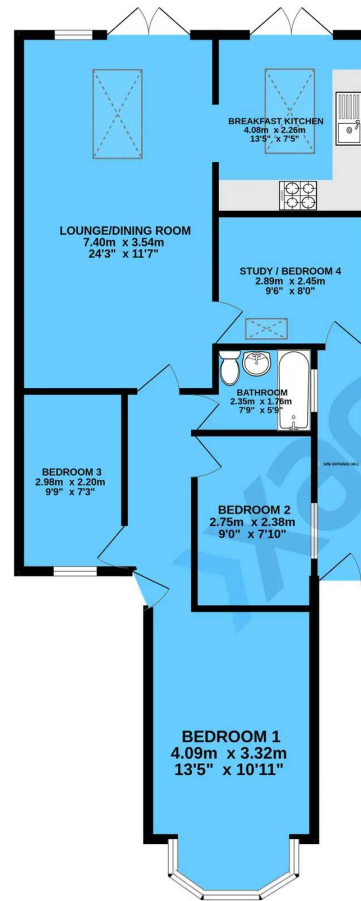 BREAKFAST KITCHEN
4.08m x 2.26m
13'5" x 7'5"
LOUNGE/DINING ROOM
7.40m x 3.54m
24'3" x 11'7"
STUDY / BEDROOM 4
2.89m x 2.45m
9'6" x 8'0"
BATHROOM
2.35m x 1.76m
7'9" x 5'9"
BEDROOM 3
2.98m x 2.20m
9'9" x 7'3"
SIDE ENTRANCE HALL
BEDROOM 2
2.75m x 2.38m
9'0" x 7'10"
BEDROOM 1
4.09m x 3.32m
13'5" x 10'11"